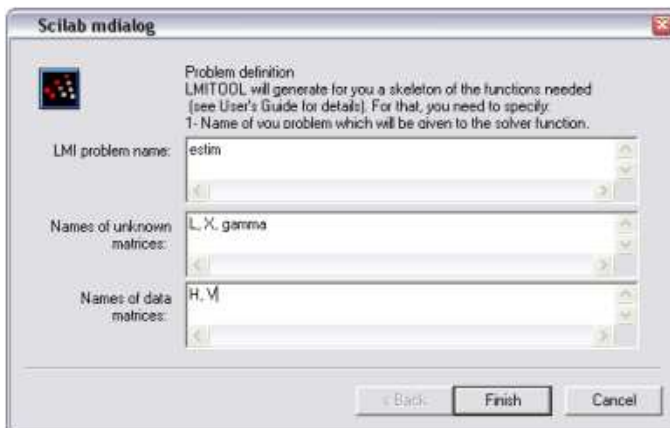 Scilab mdialog
Problem definition
LMITOOL will generate for you a skeleton of the functions needed
(see User's Guide for details). For that, you need to specify:
1- Name of you problem which will be given to the solver function.
LMI problem name:
estim
Names of unknown
matrices:
L, X, gamma
Names of data
matrices:
H, V
< Back
Finish
Cancel